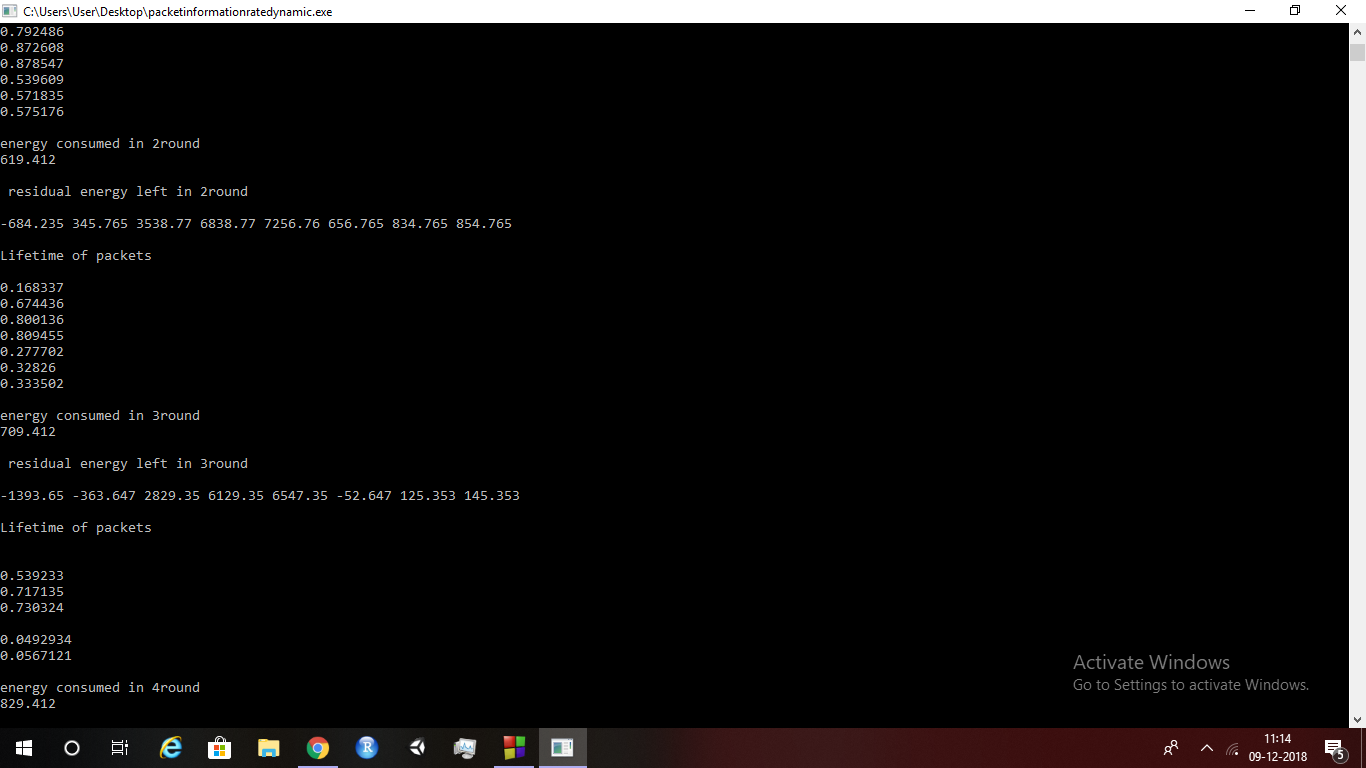 C:\Users\User\Desktop\packetinformationratedynamic.exe
0.792486
0.872608
0.878547
0.539609
0.571835
0.575176
energy consumed in 2round
619.412
residual energy left in 2round
-684.235 345.765 3538.77 6838.77 7256.76 656.765 834.765 854.765
Lifetime of packets
0.168337
0.674436
0.800136
0.809455
0.277702
0.32826
0.333502
energy consumed in 3round
709.412
residual energy left in 3round
-1393.65 -363.647 2829.35 6129.35 6547.35 -52.647 125.353 145.353
Lifetime of packets
0.539233
0.717135
0.730324
0.0492934
0.0567121
energy consumed in 4round
829.412
Activate Windows
Go to Settings to activate Windows.
R
11:14
09-12-2018
5